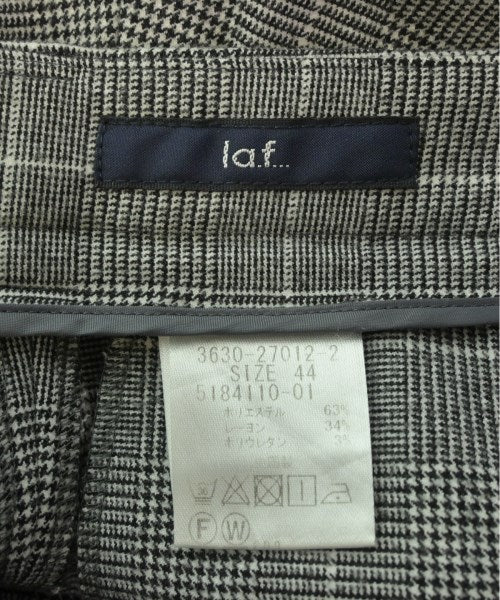 l.a.f...
3630-27012-2
SIZE 44
5184110-01
ポリエステル 63%
レーヨン 34%
ポリウレタン 3%
F W